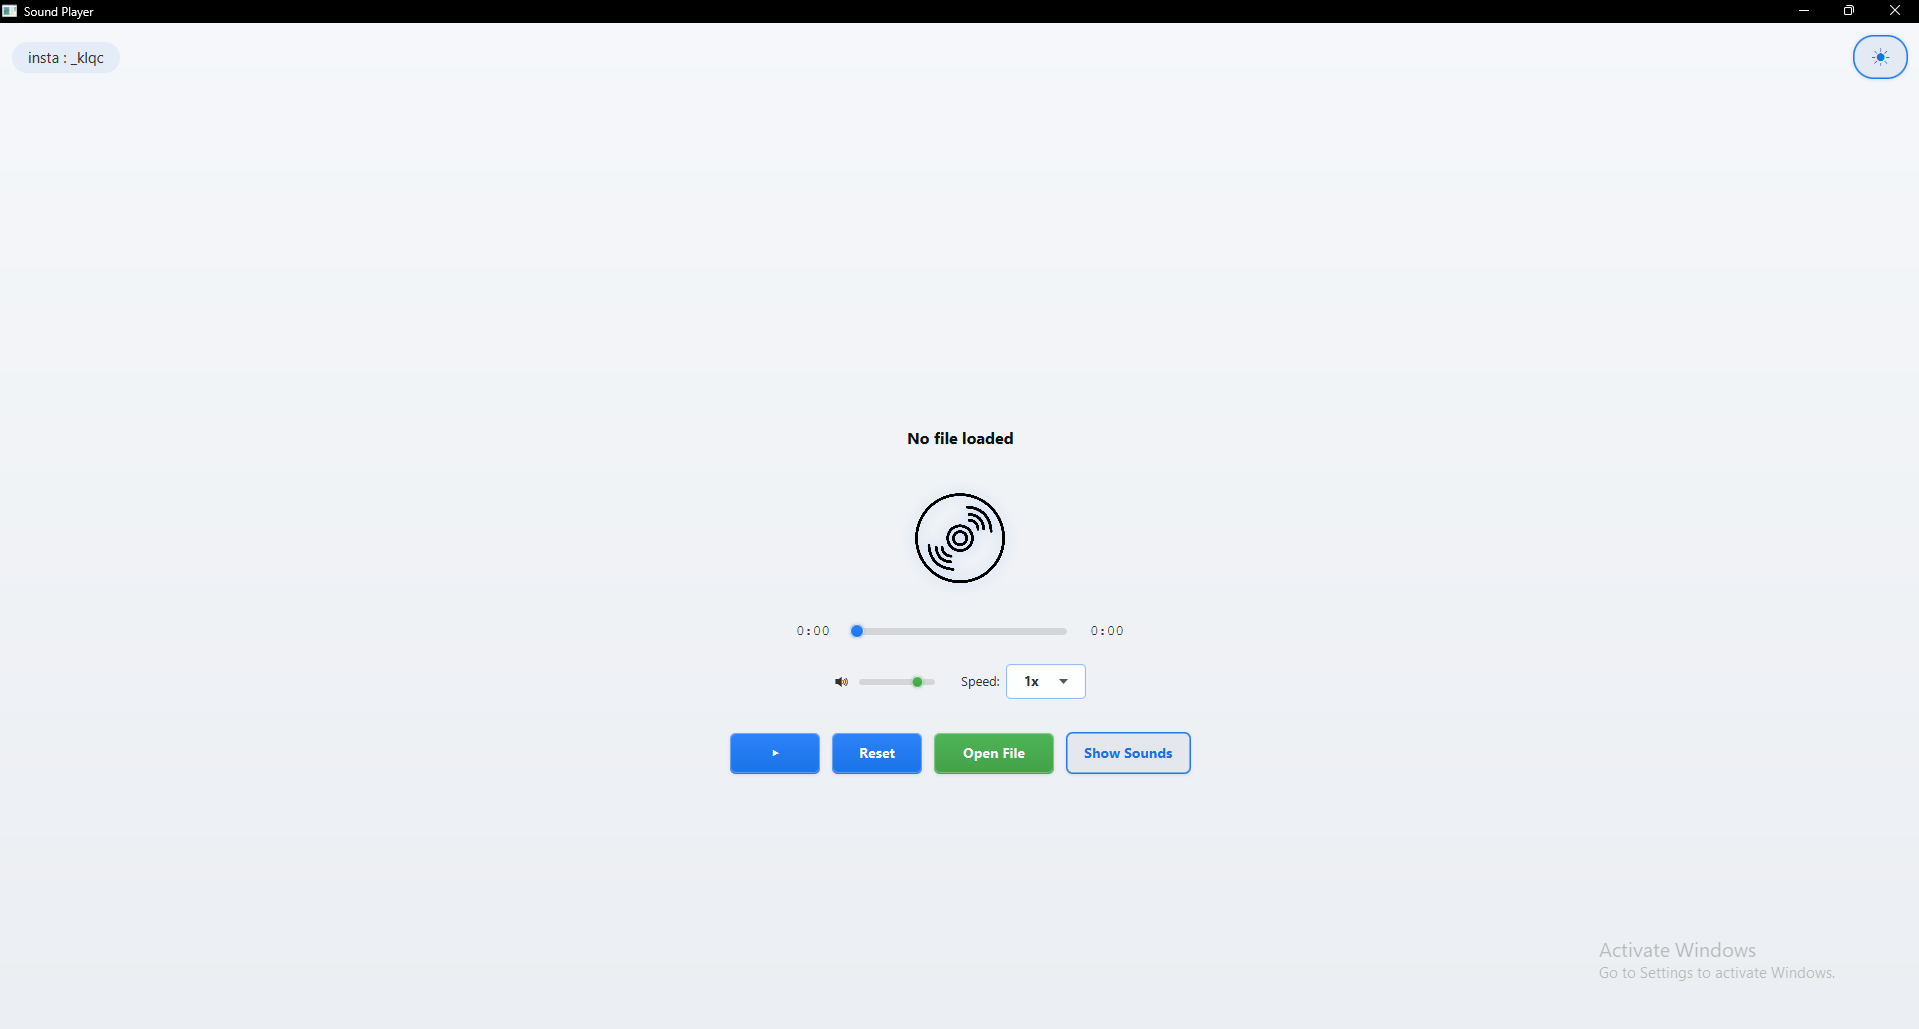 Sound Player
insta : _klqc
No file loaded
0:00 0:00
Speed: 1x
Reset Open File Show Sounds
Activate Windows
Go to Settings to activate Windows.